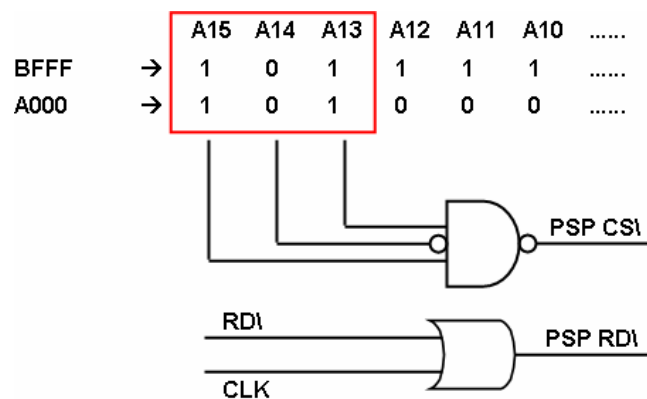 A15 A14 A13 A12 A11 A10 ......
BFFF → 1 0 1 1 1 1 ......
A000 → 1 0 1 0 0 0 ......
PSP CS\
RD\
PSP RD\
CLK